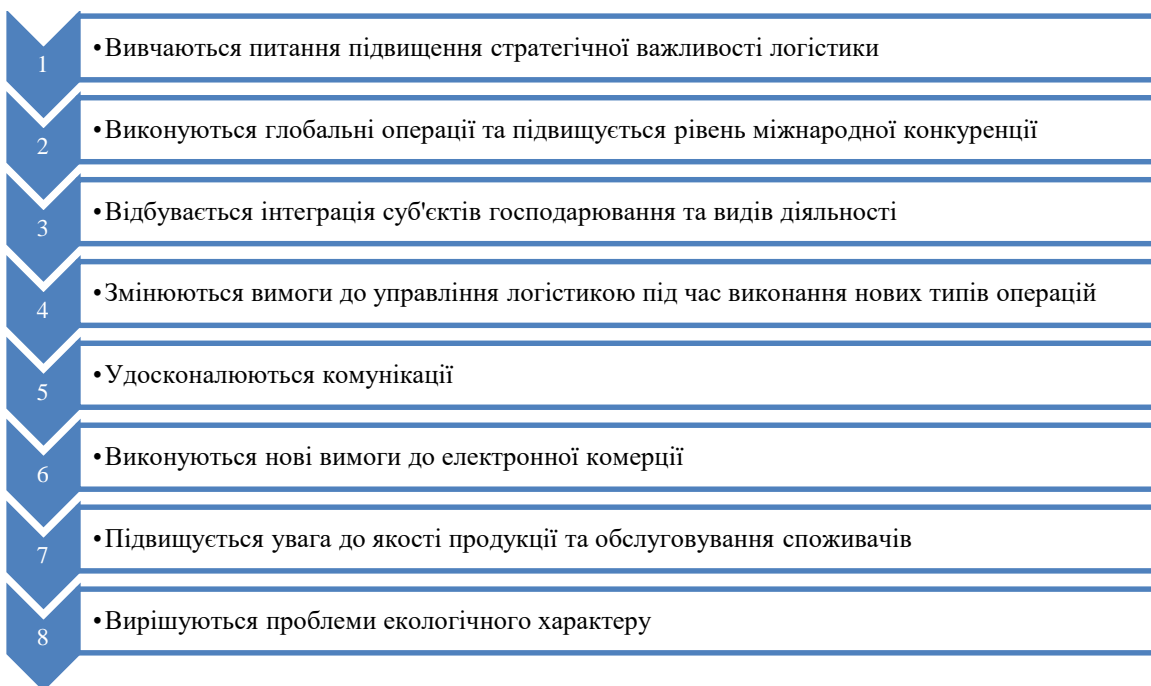 1
•Вивчаються питання підвищення стратегічної важливості логістики
2
•Виконуються глобальні операції та підвищується рівень міжнародної конкуренції
3
•Відбувається інтеграція суб'єктів господарювання та видів діяльності
4
•Змінюються вимоги до управління логістикою під час виконання нових типів операцій
5
•Удосконалюються комунікації
6
•Виконуються нові вимоги до електронної комерції
7
•Підвищується увага до якості продукції та обслуговування споживачів
8
•Вирішуються проблеми екологічного характеру